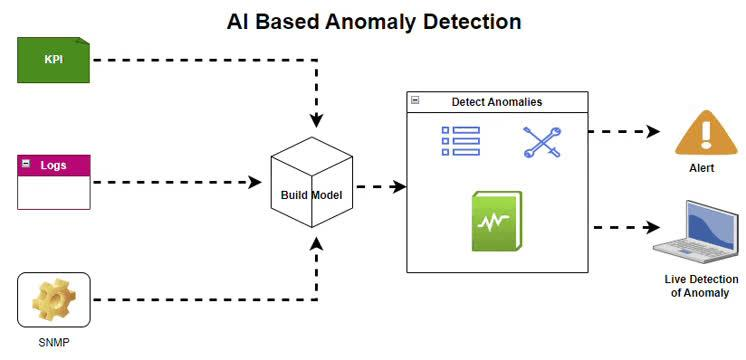 AI Based Anomaly Detection
KPI
Logs
SNMP
Build Model
Detect Anomalies
Alert
Live Detection
of Anomaly